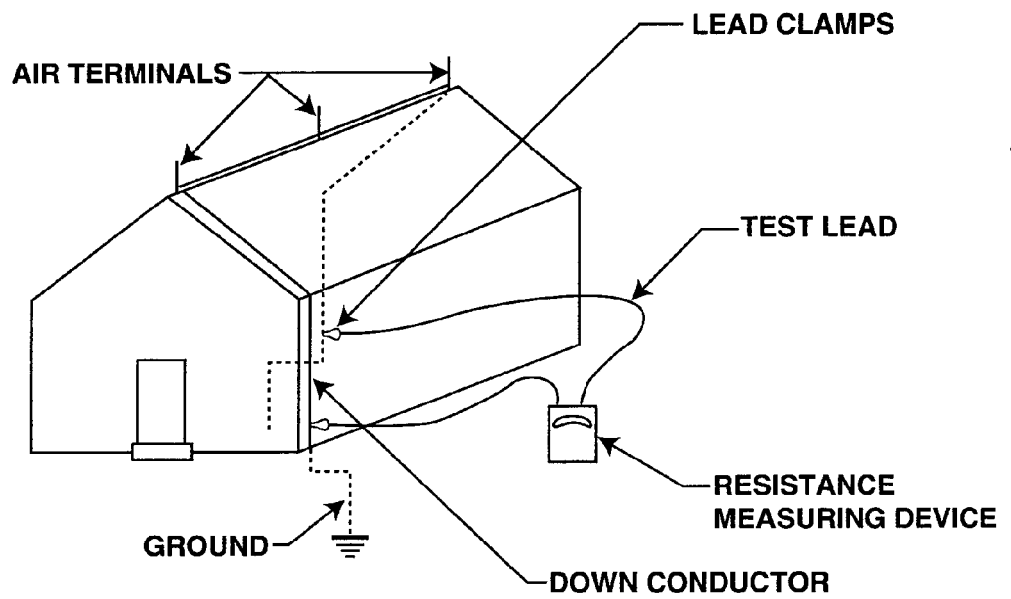 LEAD CLAMPS
AIR TERMINALS
TEST LEAD
RESISTANCE
MEASURING DEVICE
GROUND
DOWN CONDUCTOR